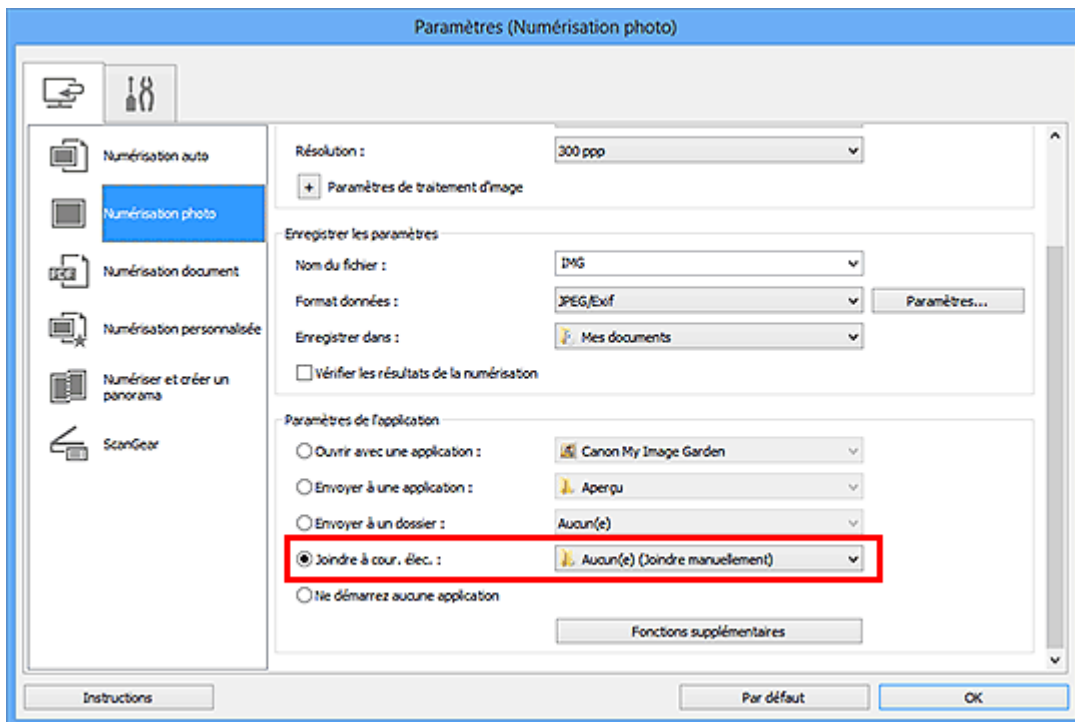 Paramètres (Numérisation photo)
Numérisation auto
Numérisation photo
Numérisation document
Numérisation personnalisée
Numériser et créer un
panorama
ScanGear
Résolution : 300 ppp
+ Paramètres de traitement d'image
Enregistrer les paramètres
Nom du fichier : IMG
Format données : JPEG/Exif Paramètres...
Enregistrer dans : Mes documents
Vérifier les résultats de la numérisation
Paramètres de l'application
Ouvrir avec une application : Canon My Image Garden
Envoyer à une application : Aperçu
Envoyer à un dossier : Aucun(e)
Joindre à cour. élec. : Aucun(e) (Joindre manuellement)
Ne démarrez aucune application
Fonctions supplémentaires
Instructions Par défaut OK